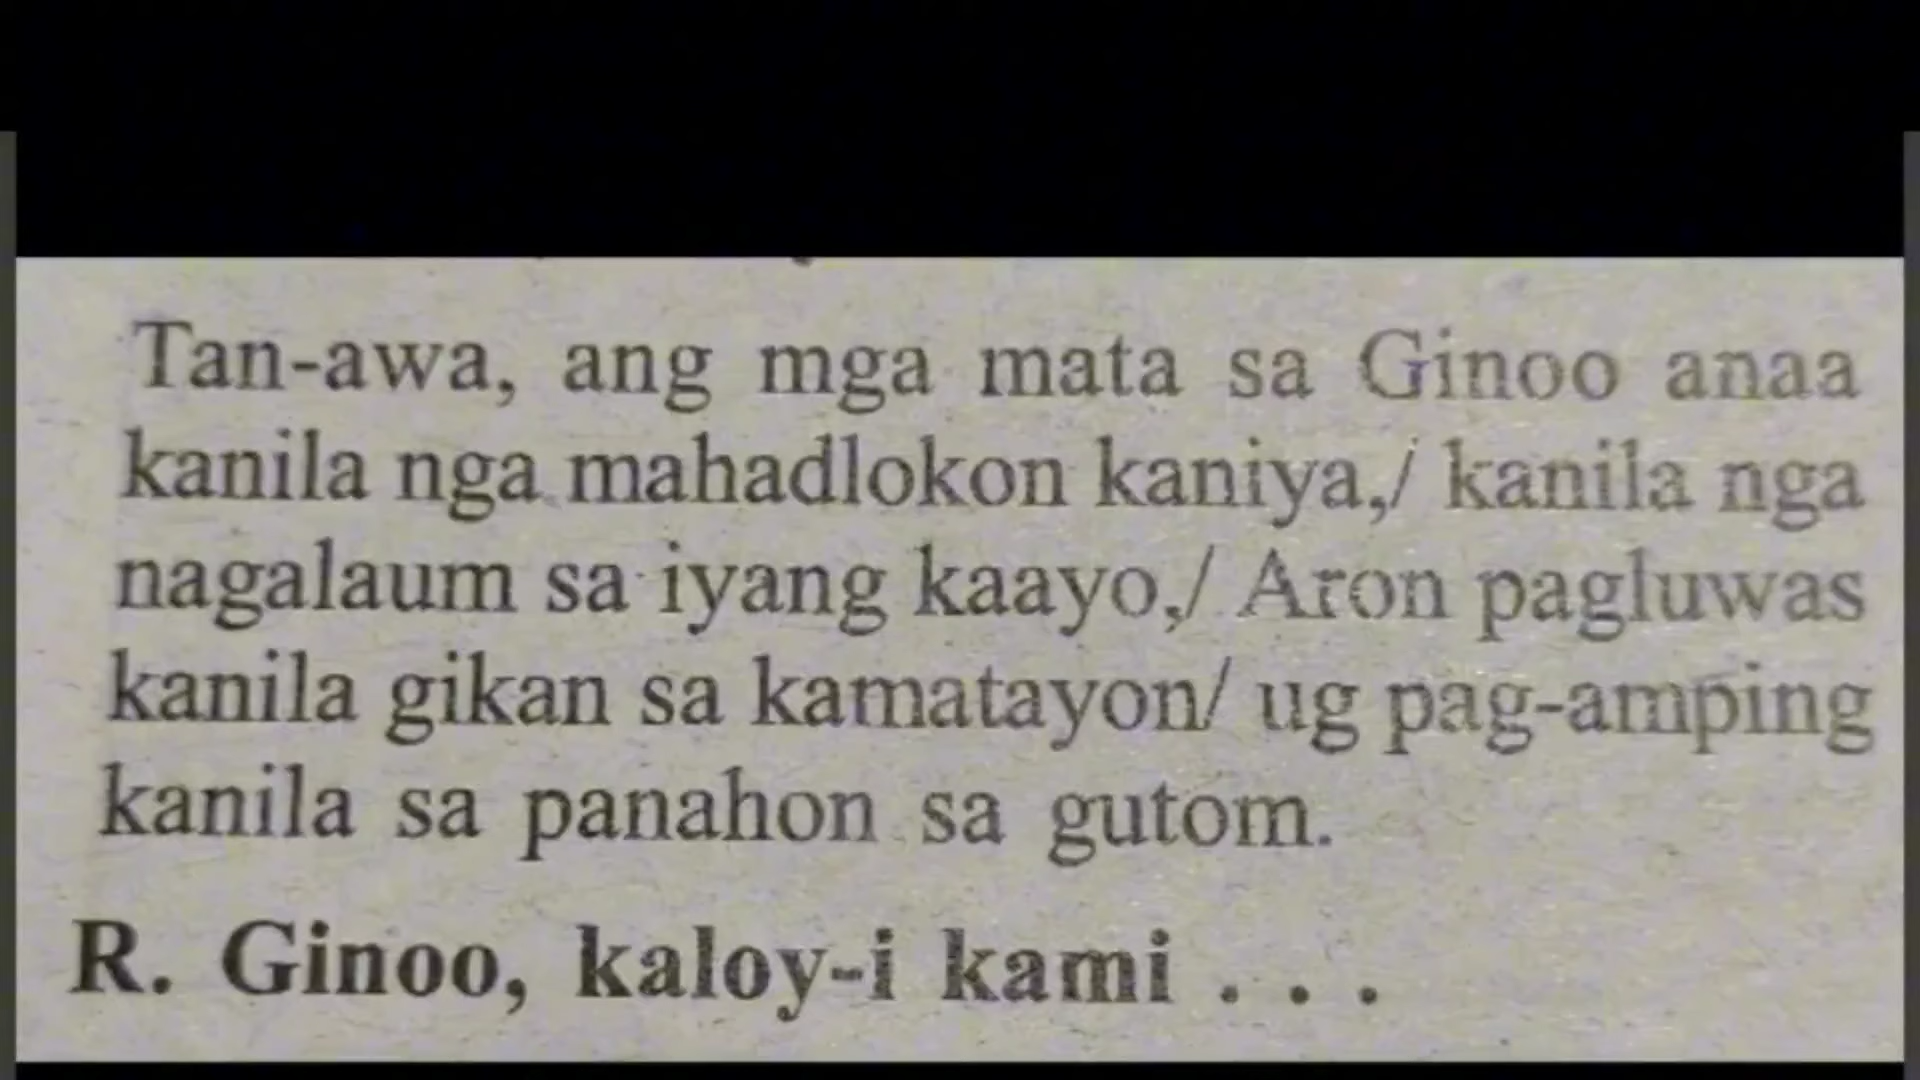 Tan-awa, ang mga mata sa Ginoo anaa
kanila nga mahadlokon kaniya,/ kanila nga
nagalaum sa iyang kaayo,/ Aron pagluwas
kanila gikan sa kamatayon/ ug pag-amping
kanila sa panahon sa gutom.
R. Ginoo, kaloy-i kami . . .